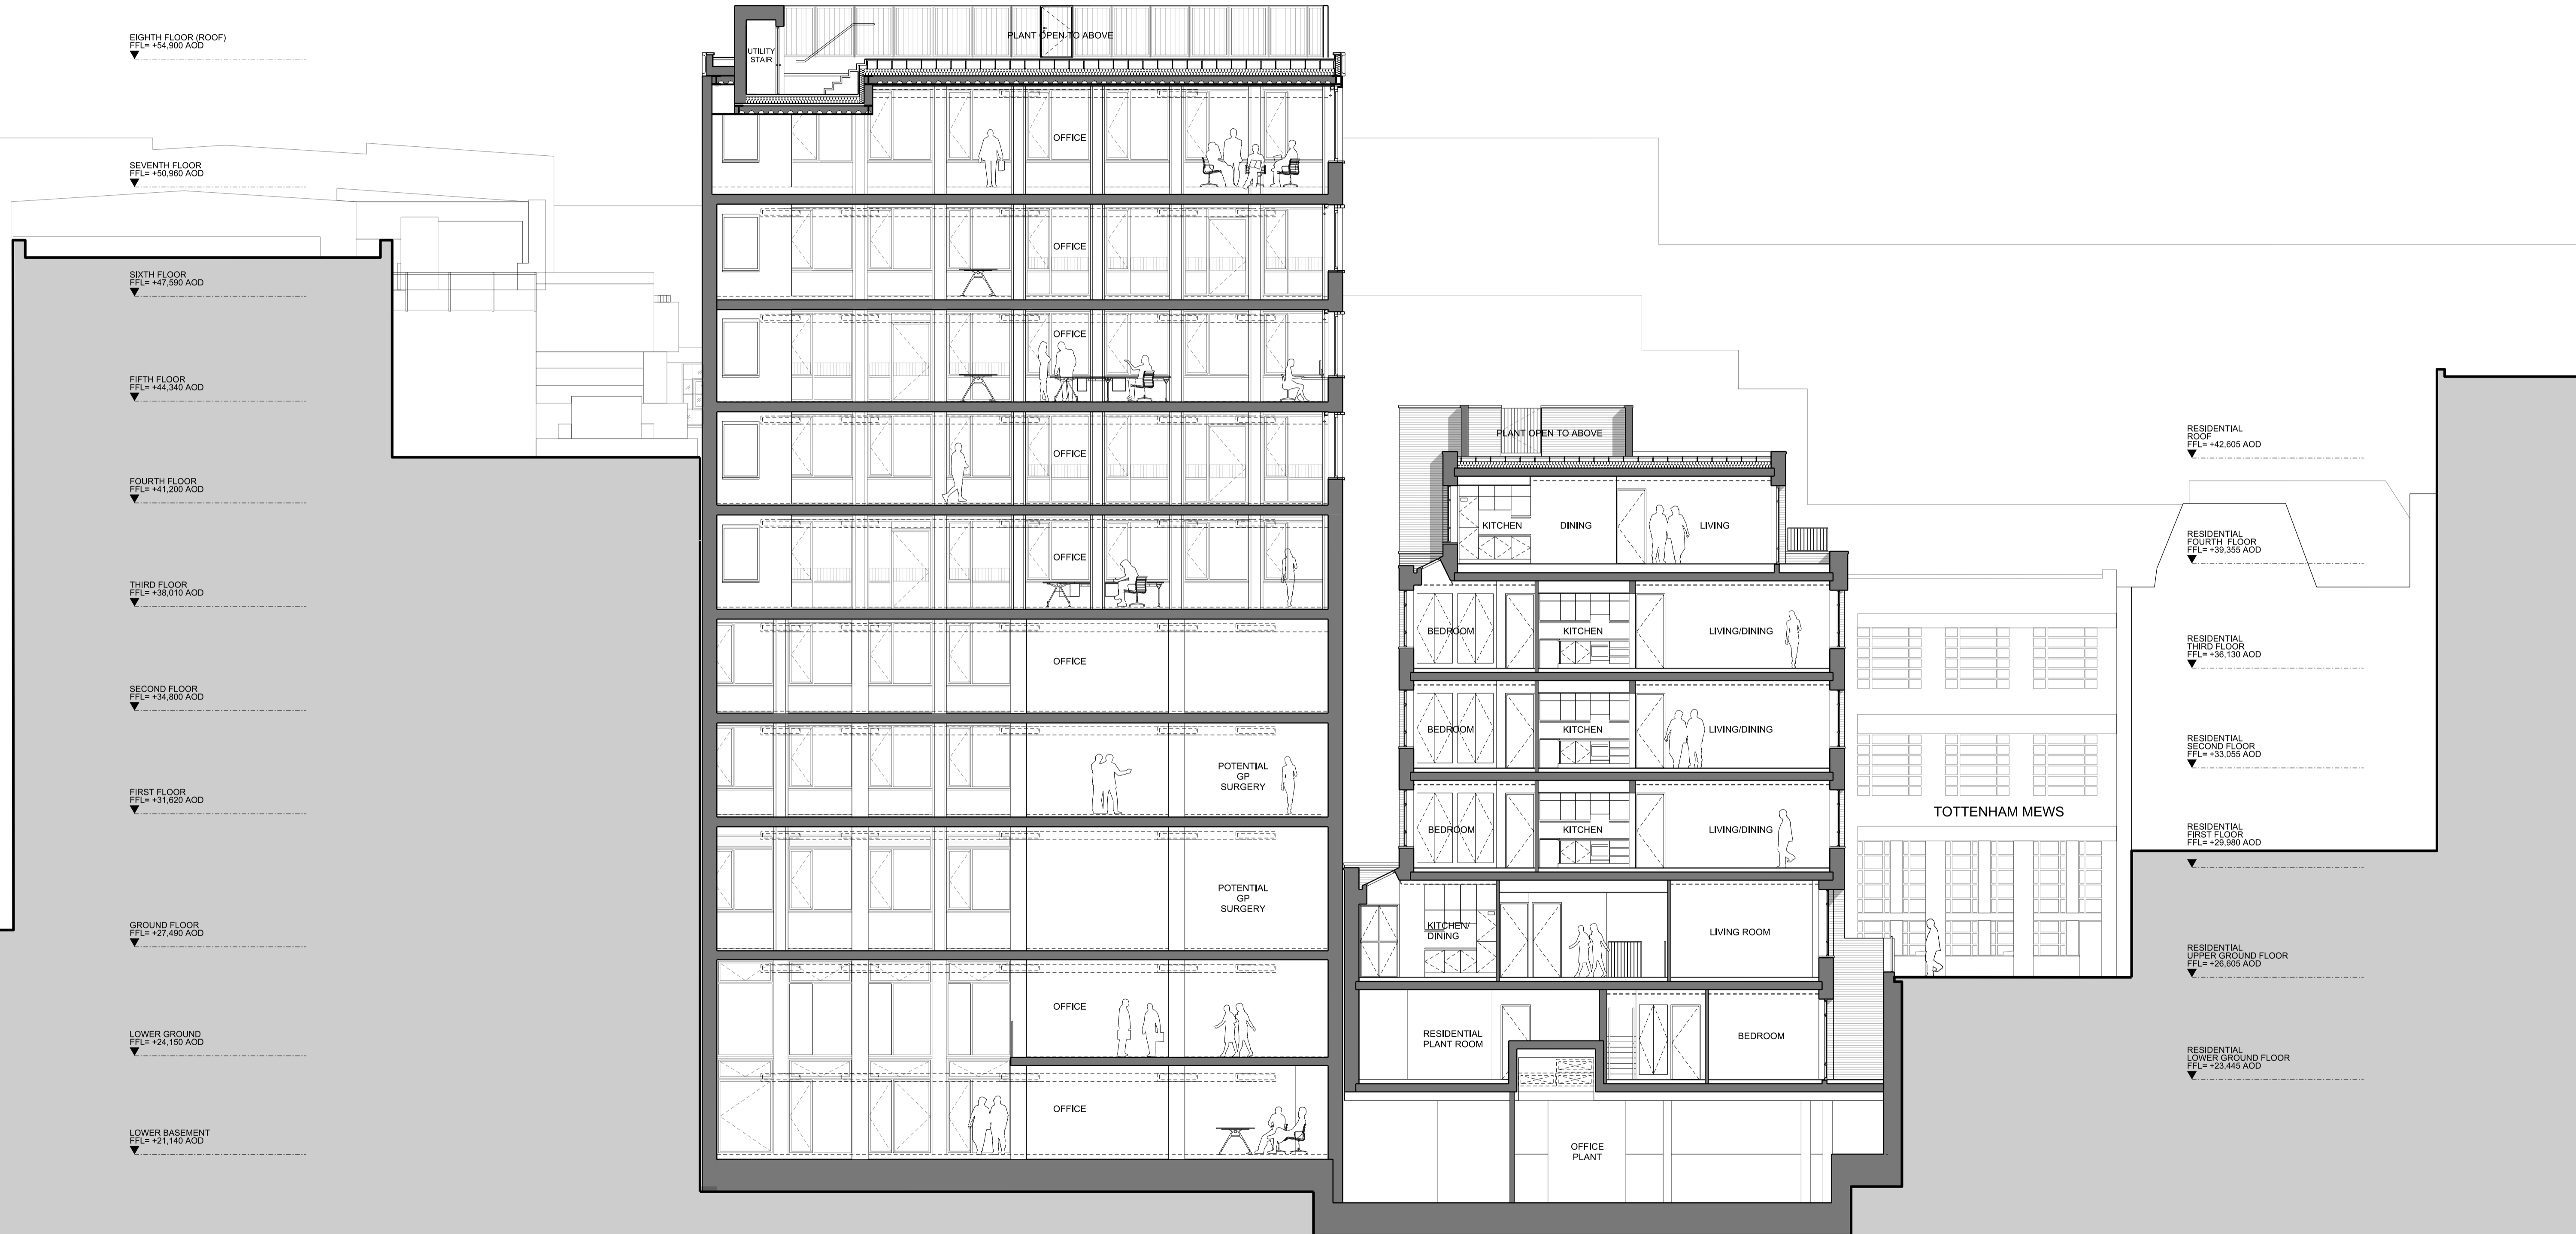 EIGHTH FLOOR (ROOF)
FFL= +54,900 AOD
SEVENTH FLOOR
FFL= +50,960 AOD
SIXTH FLOOR
FFL= +47,590 AOD
FIFTH FLOOR
FFL= +44,340 AOD
FOURTH FLOOR
FFL= +41,200 AOD
THIRD FLOOR
FFL= +38,010 AOD
SECOND FLOOR
FFL= +34,800 AOD
FIRST FLOOR
FFL= +31,620 AOD
GROUND FLOOR
FFL= +27,490 AOD
LOWER GROUND
FFL= +24,150 AOD
LOWER BASEMENT
FFL= +21,140 AOD
UTILITY
STAIR
PLANT OPEN TO ABOVE
OFFICE
OFFICE
OFFICE
OFFICE
OFFICE
OFFICE
POTENTIAL
GP
SURGERY
POTENTIAL
GP
SURGERY
OFFICE
OFFICE
PLANT OPEN TO ABOVE
KITCHEN
DINING
LIVING
BEDROOM
KITCHEN
LIVING/DINING
BEDROOM
KITCHEN
LIVING/DINING
BEDROOM
KITCHEN
LIVING/DINING
KITCHEN/
DINING
LIVING ROOM
RESIDENTIAL
PLANT ROOM
BEDROOM
OFFICE
PLANT
TOTTENHAM MEWS
RESIDENTIAL
ROOF
FFL= +42,605 AOD
RESIDENTIAL
FOURTH FLOOR
FFL= +39,355 AOD
RESIDENTIAL
THIRD FLOOR
FFL= +36,130 AOD
RESIDENTIAL
SECOND FLOOR
FFL= +33,055 AOD
RESIDENTIAL
FIRST FLOOR
FFL= +29,980 AOD
RESIDENTIAL
UPPER GROUND FLOOR
FFL= +26,605 AOD
RESIDENTIAL
LOWER GROUND FLOOR
FFL= +23,445 AOD